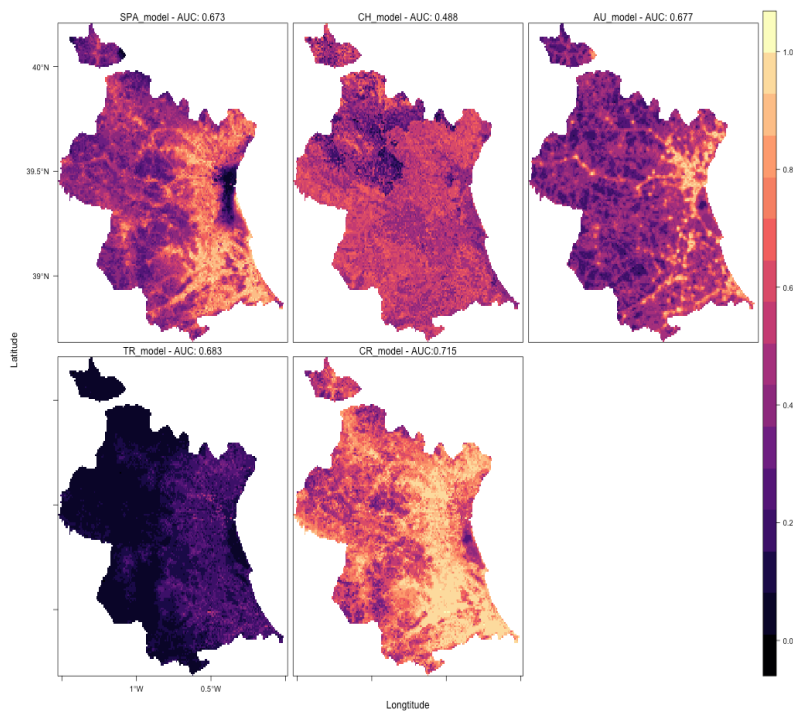 SPA_model - AUC: 0.673
CH_model - AUC: 0.488
AU_model - AUC: 0.677
40°N
39.5°N
39°N
Latitude
TR_model - AUC: 0.683
CR_model - AUC:0.715
1°W
0.5°W
Longtitude
1.0
0.8
0.6
0.4
0.2
0.0